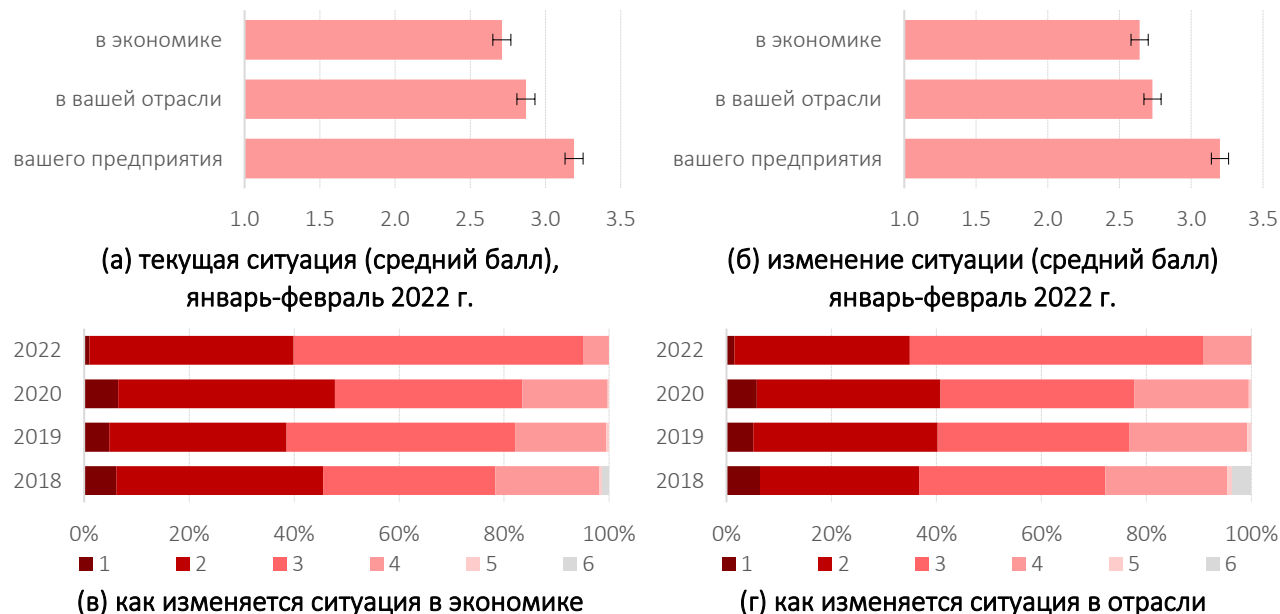 в экономике
в вашей отрасли
вашего предприятия
1.0 1.5 2.0 2.5 3.0 3.5
(а) текущая ситуация (средний балл),
январь-февраль 2022 г.
в экономике
в вашей отрасли
вашего предприятия
1.0 1.5 2.0 2.5 3.0 3.5
(б) изменение ситуации (средний балл)
январь-февраль 2022 г.
2022
2020
2019
2018
0% 20% 40% 60% 80% 100%
1 2 3 4 5 6
(в) как изменяется ситуация в экономике
2022
2020
2019
2018
0% 20% 40% 60% 80% 100%
1 2 3 4 5 6
(г) как изменяется ситуация в отрасли